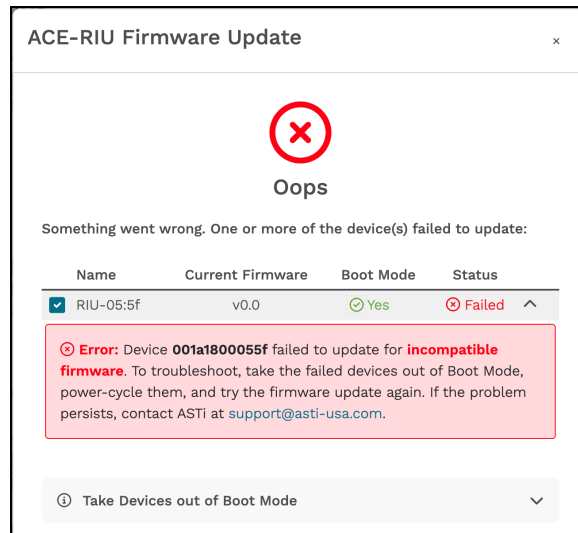 ACE-RIU Firmware Update
×
Oops
Something went wrong. One or more of the device(s) failed to update:
Name Current Firmware Boot Mode Status
RIU-05:5f v0.0 Yes Failed
Error: Device 001a1800055f failed to update for incompatible
firmware. To troubleshoot, take the failed devices out of Boot Mode,
power-cycle them, and try the firmware update again. If the problem
persists, contact ASTi at support@asti-usa.com.
Take Devices out of Boot Mode